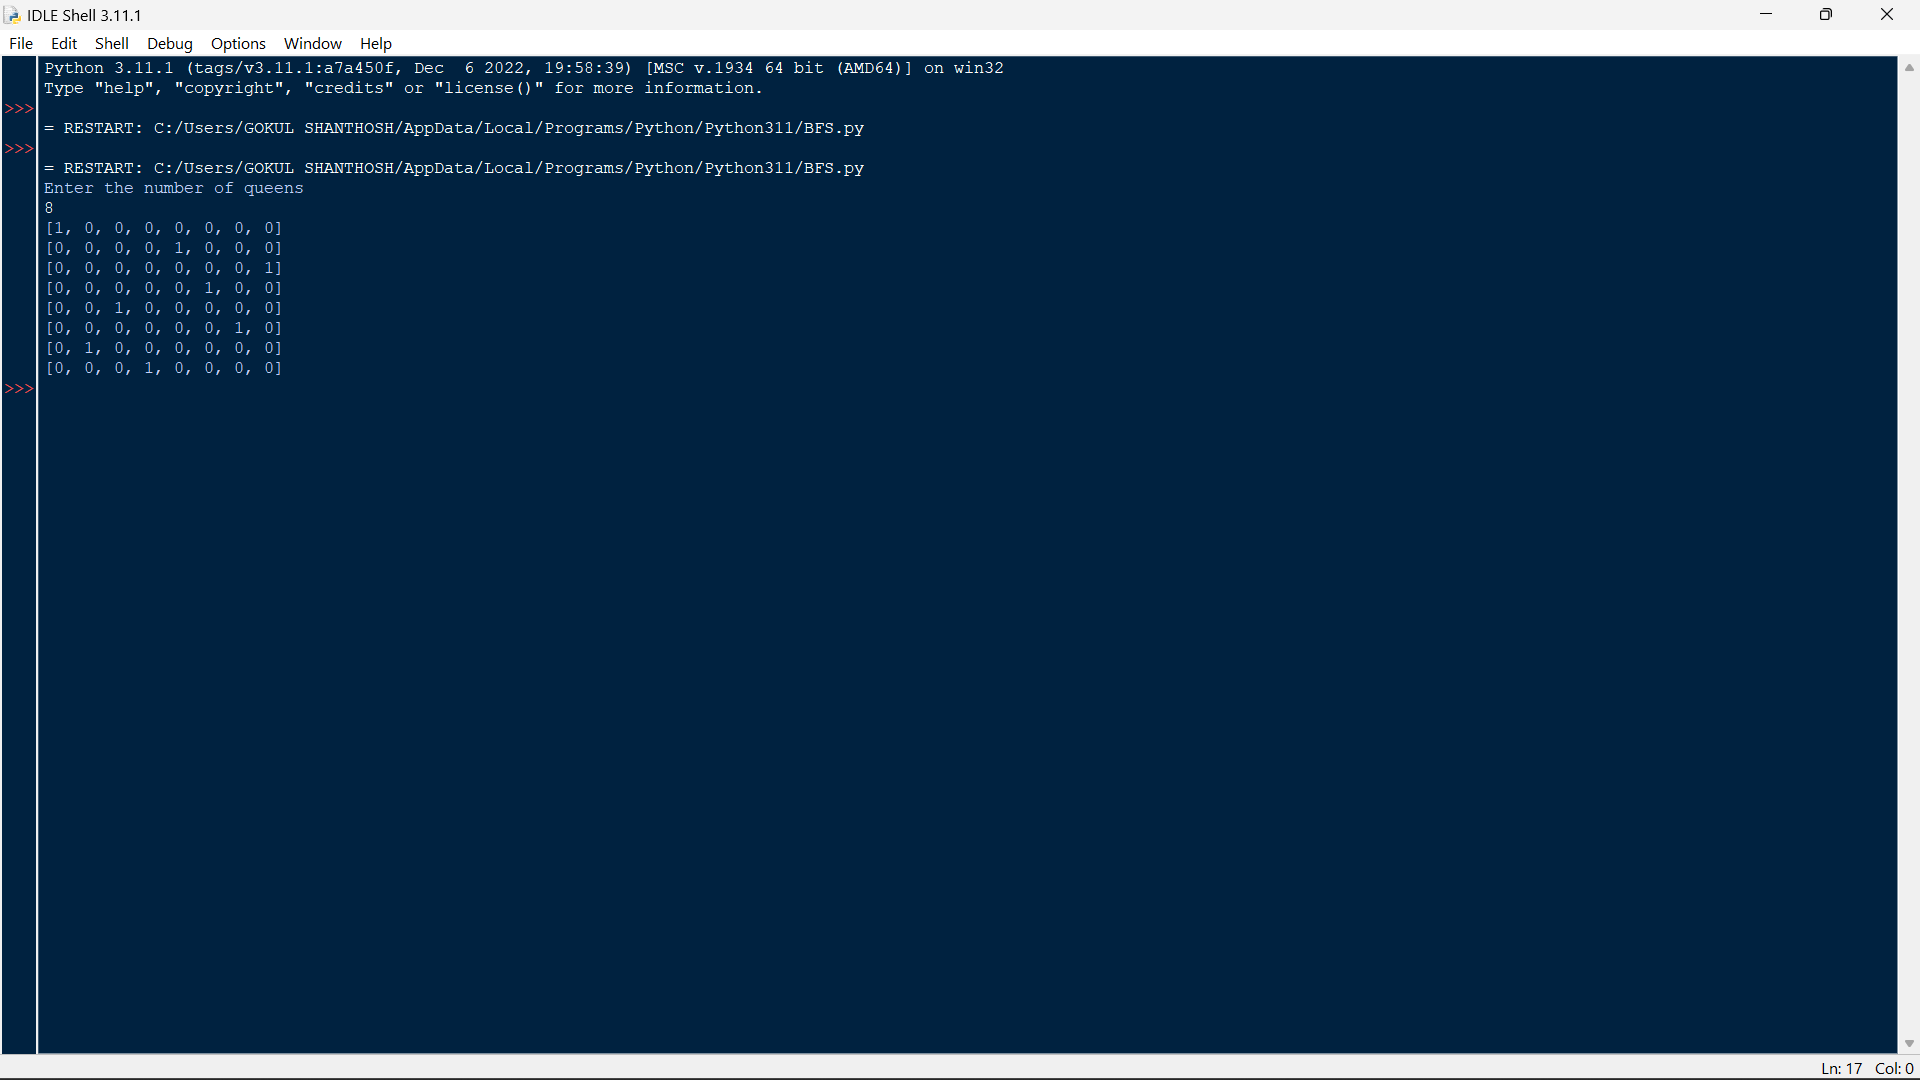 IDLE Shell 3.11.1
File Edit Shell Debug Options Window Help
Python 3.11.1 (tags/v3.11.1:a7a450f, Dec  6 2022, 19:58:39) [MSC v.1934 64 bit (AMD64)] on win32
Type "help", "copyright", "credits" or "license()" for more information.
>>>
= RESTART: C:/Users/GOKUL SHANTHOSH/AppData/Local/Programs/Python/Python311/BFS.py
>>>
= RESTART: C:/Users/GOKUL SHANTHOSH/AppData/Local/Programs/Python/Python311/BFS.py
Enter the number of queens
8
[1, 0, 0, 0, 0, 0, 0, 0]
[0, 0, 0, 0, 1, 0, 0, 0]
[0, 0, 0, 0, 0, 0, 0, 1]
[0, 0, 0, 0, 0, 1, 0, 0]
[0, 0, 1, 0, 0, 0, 0, 0]
[0, 0, 0, 0, 0, 0, 1, 0]
[0, 1, 0, 0, 0, 0, 0, 0]
[0, 0, 0, 1, 0, 0, 0, 0]
>>>
Ln: 17 Col: 0